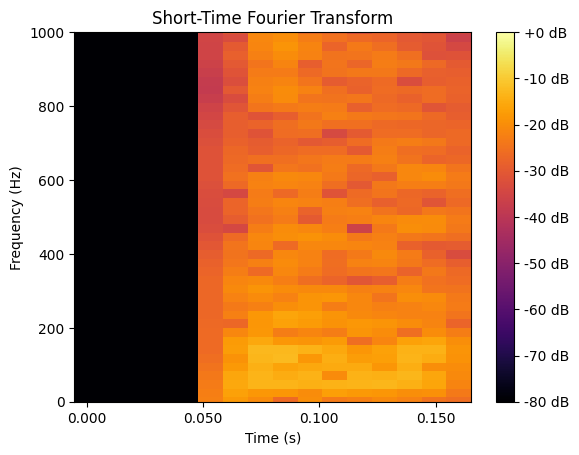 Short-Time Fourier Transform
1000
800
600
400
200
0
Frequency (Hz)
0.000
0.050
0.100
0.150
Time (s)
+0 dB
-10 dB
-20 dB
-30 dB
-40 dB
-50 dB
-60 dB
-70 dB
-80 dB